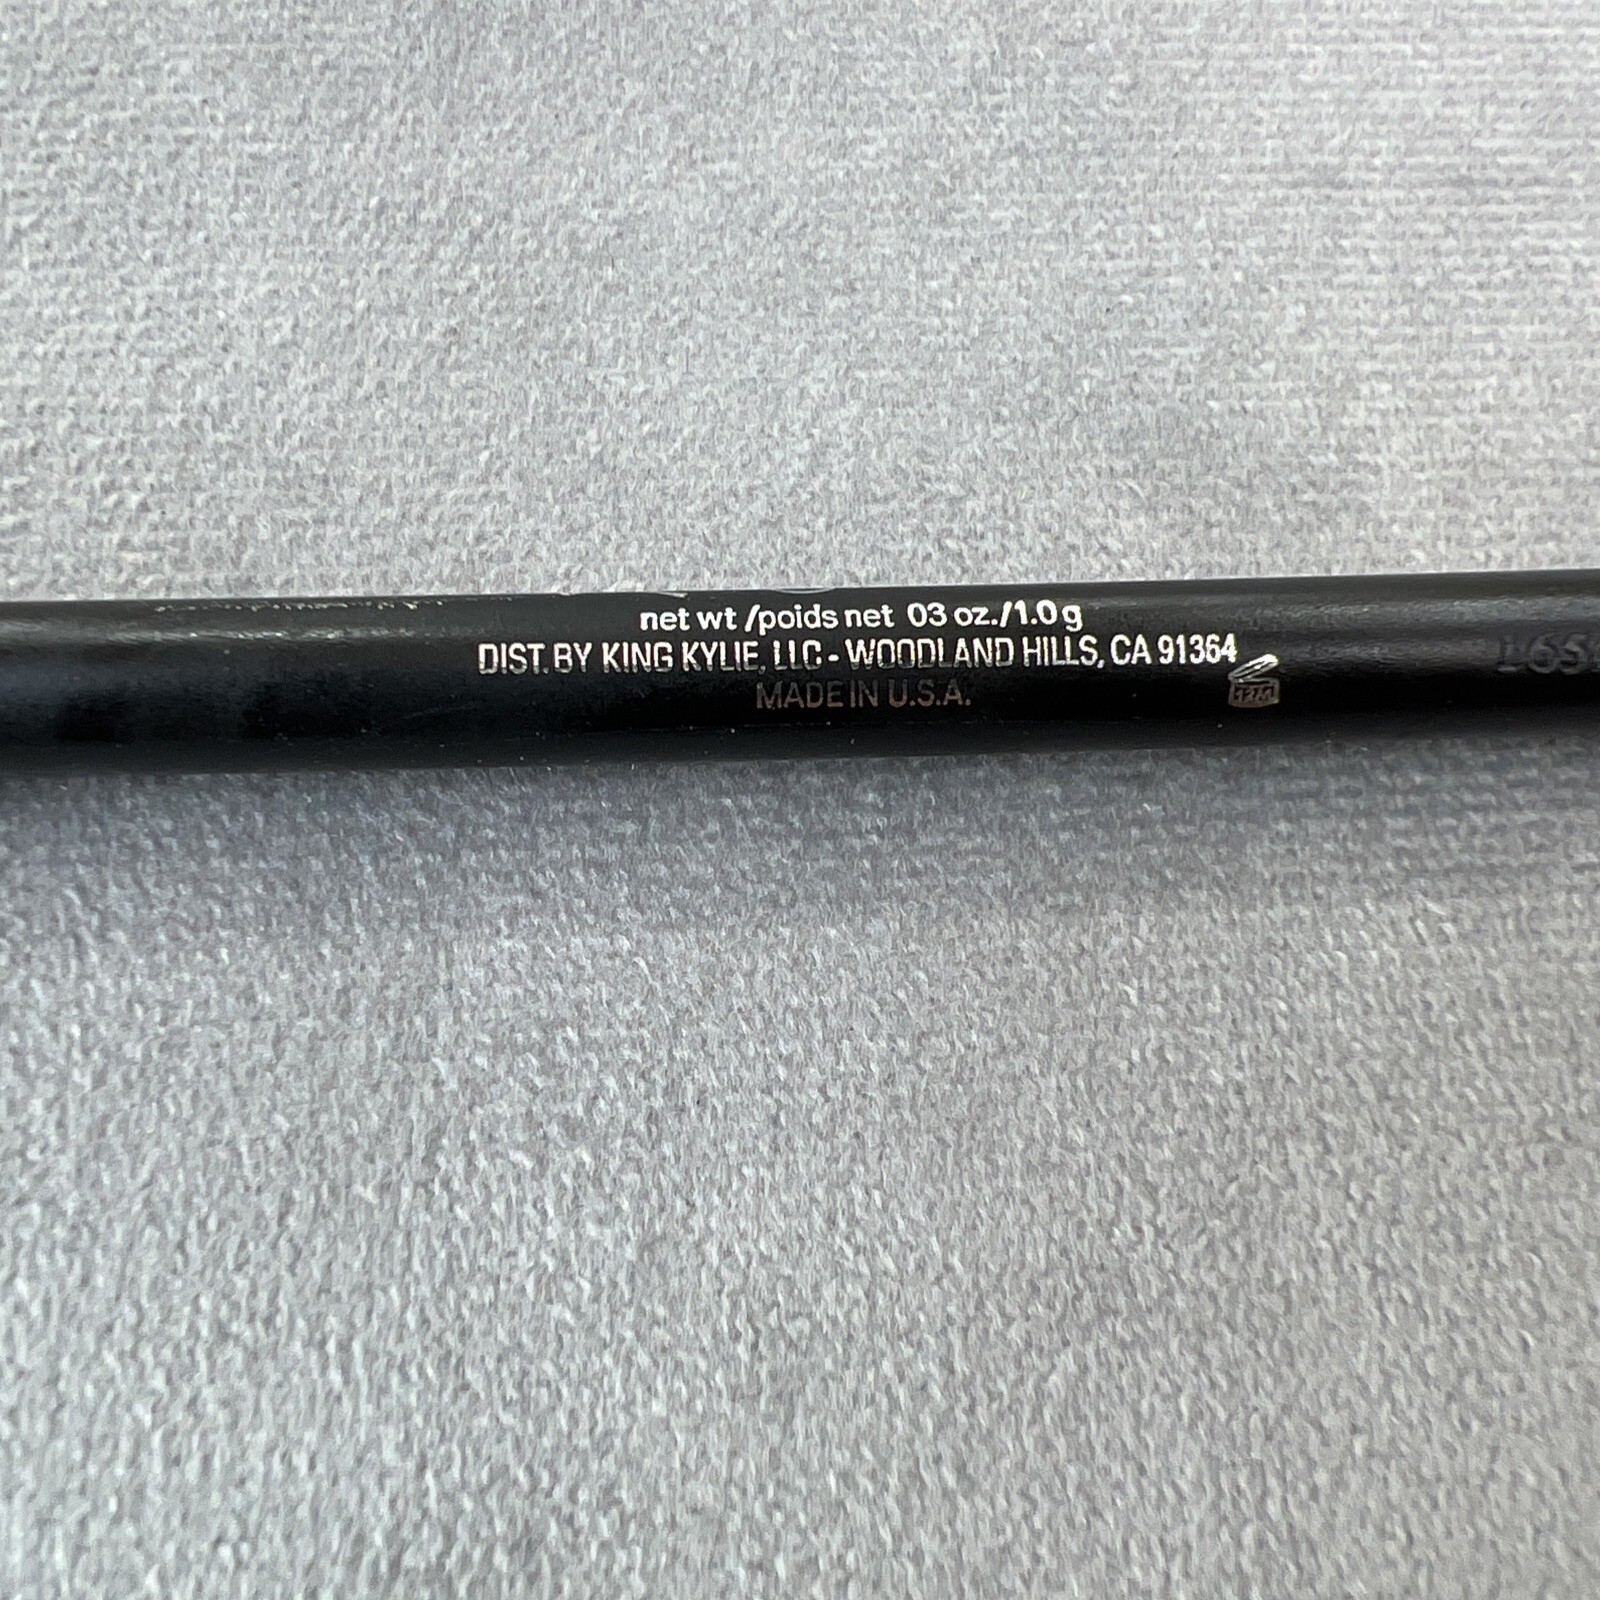 net wt /poids net 03 oz./1.0 g
DIST. BY KING KYLIE, LLC - WOODLAND HILLS, CA 91364
MADE IN U.S.A.